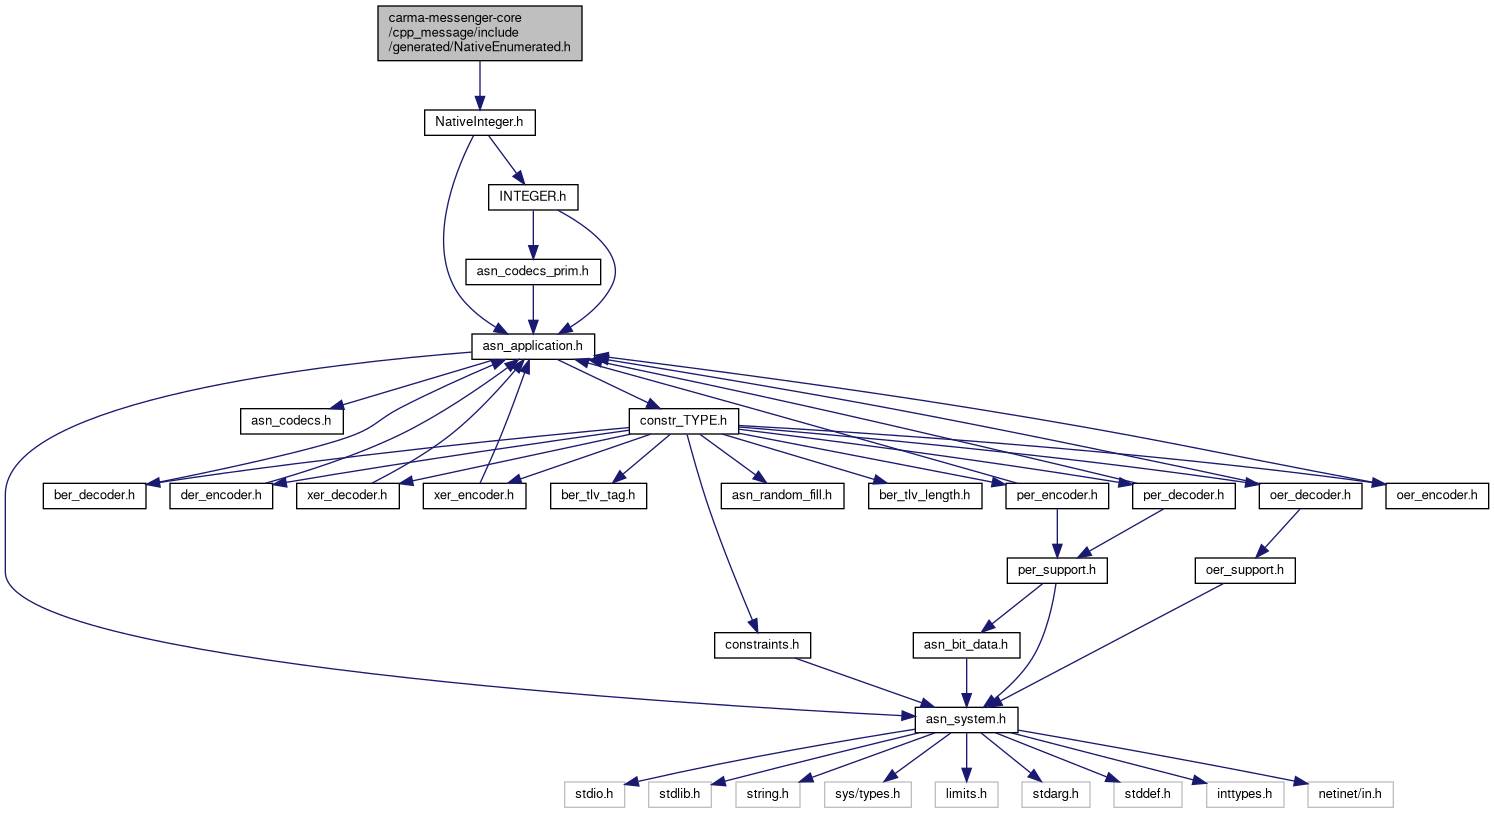 carma-messenger-core
/cpp_message/include
/generated/NativeEnumerated.h
NativeInteger.h
INTEGER.h
asn_codecs_prim.h
asn_application.h
asn_codecs.h
constr_TYPE.h
ber_decoder.h
der_encoder.h
xer_decoder.h
xer_encoder.h
ber_tlv_tag.h
asn_random_fill.h
ber_tlv_length.h
per_encoder.h
per_decoder.h
oer_decoder.h
oer_encoder.h
per_support.h
oer_support.h
constraints.h
asn_bit_data.h
asn_system.h
stdio.h
stdlib.h
string.h
sys/types.h
limits.h
stdarg.h
stddef.h
inttypes.h
netinet/in.h